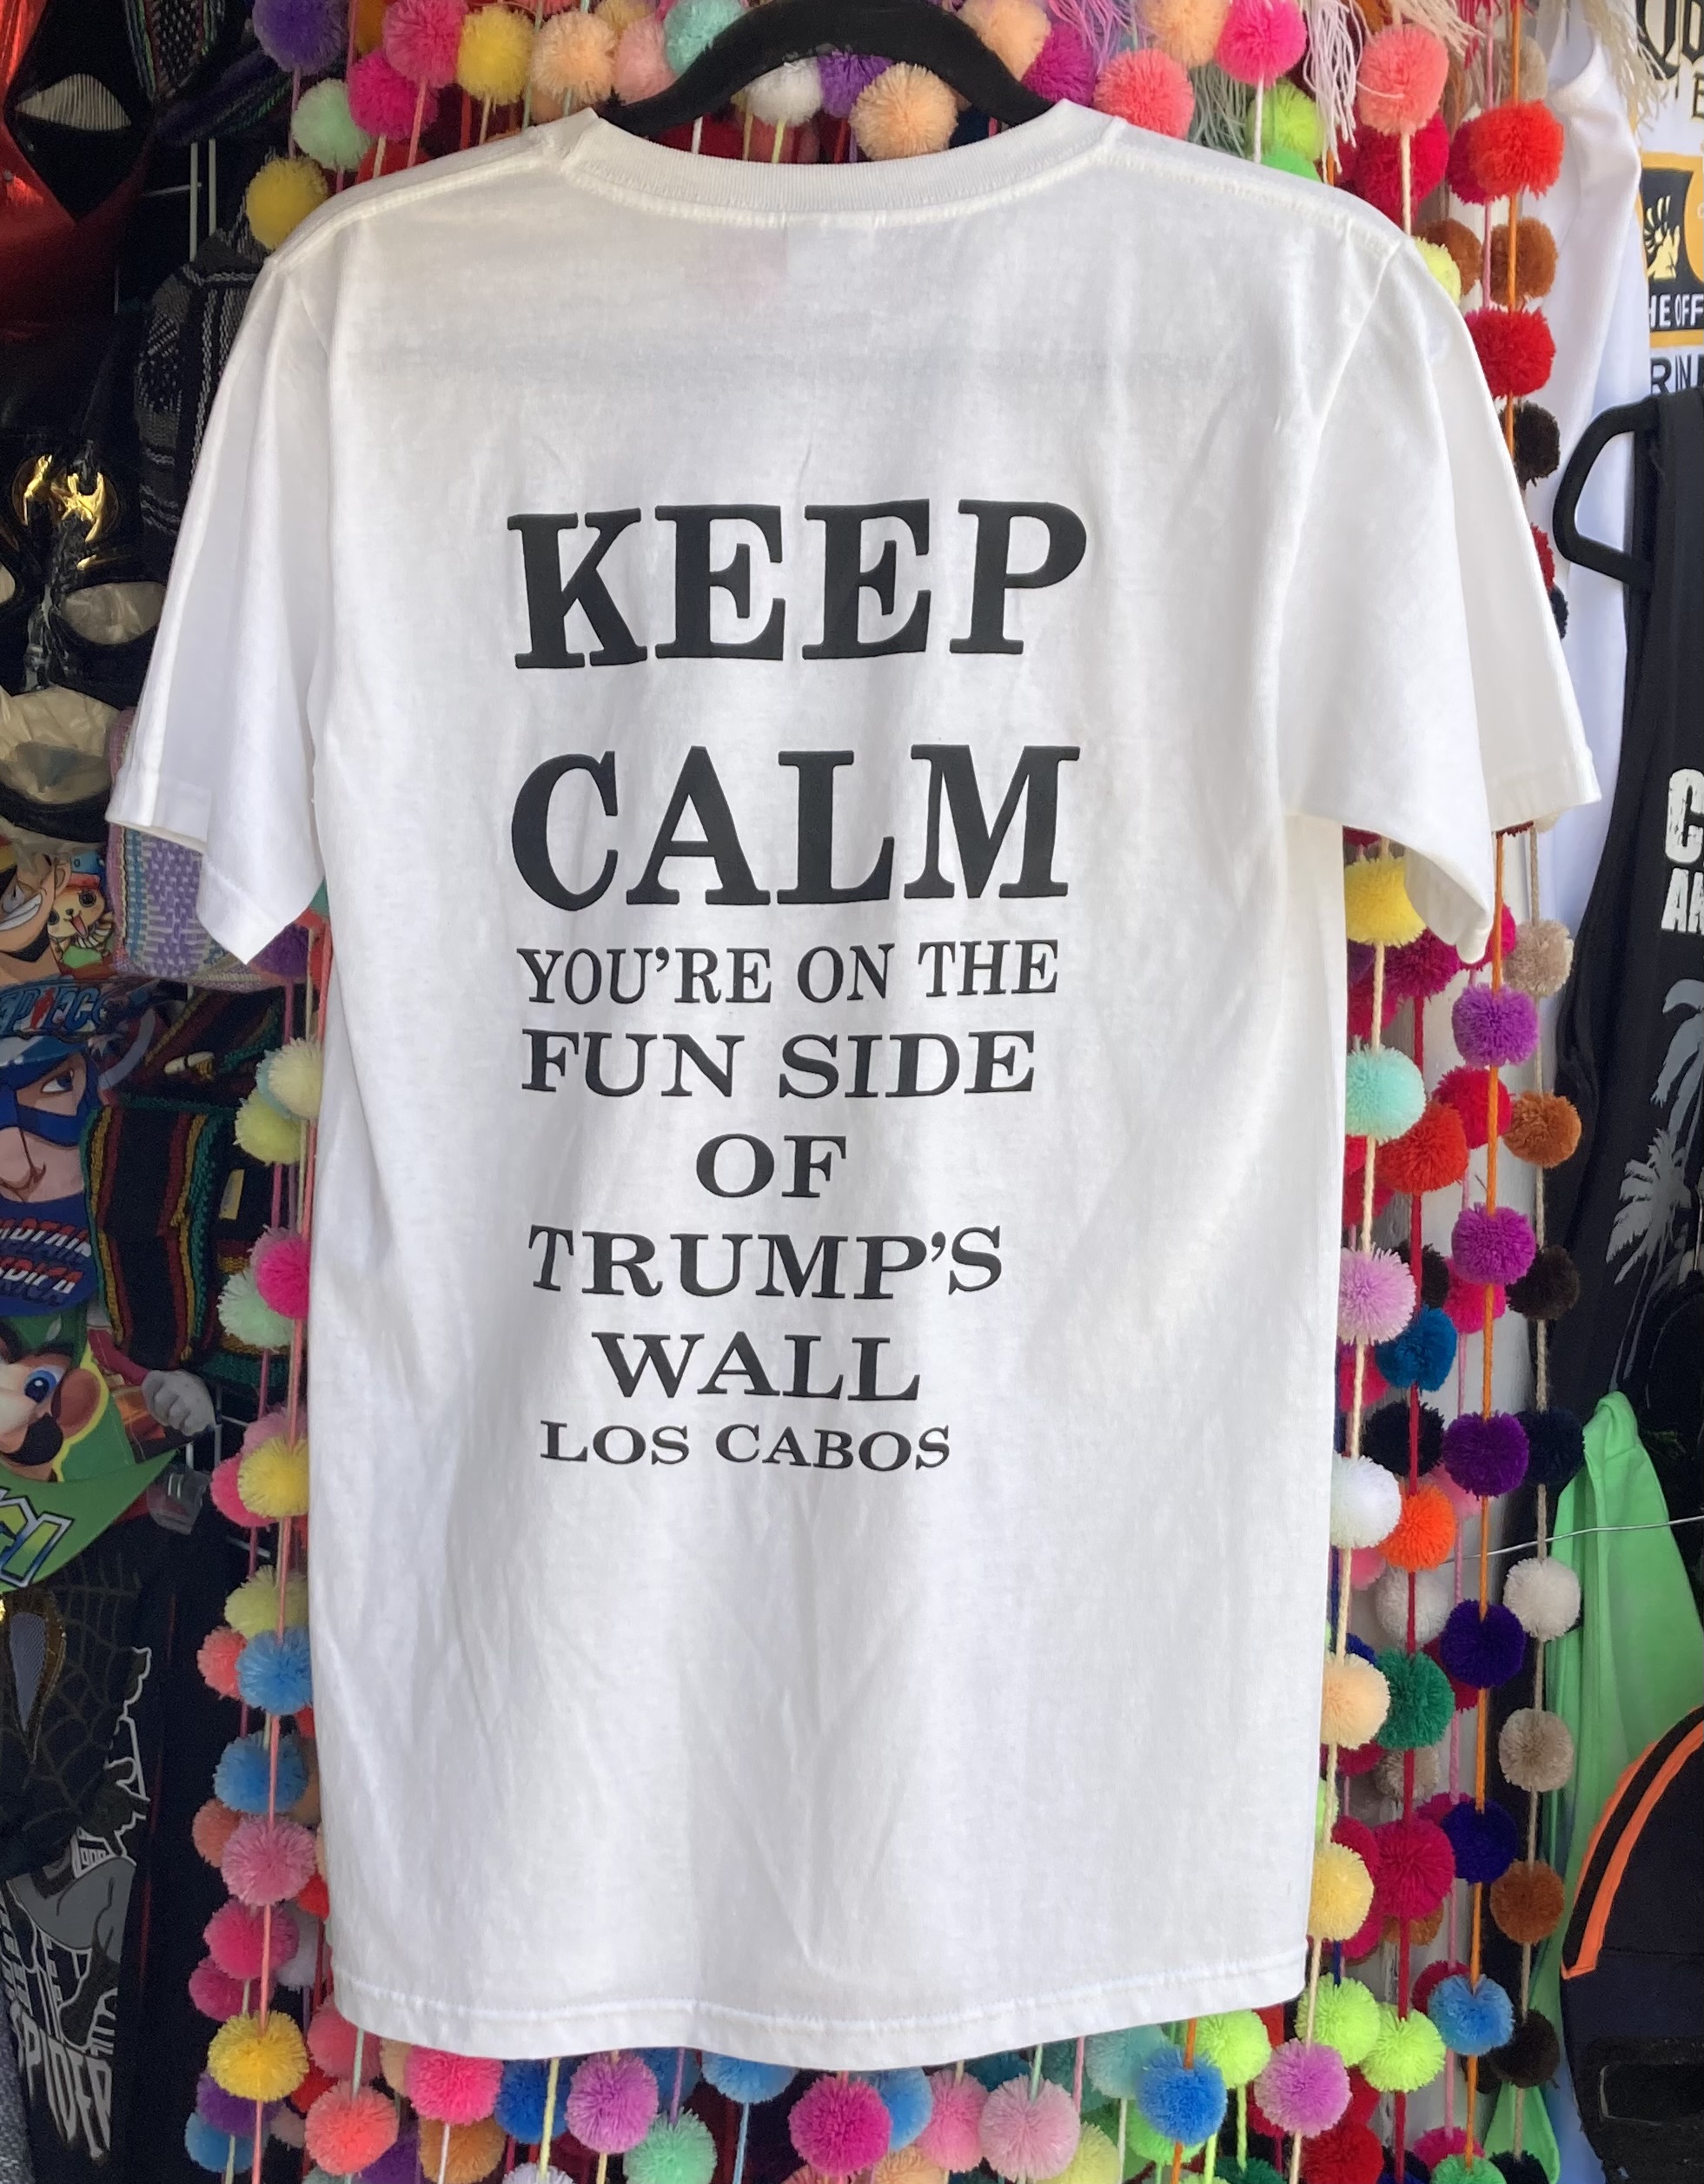 KEEP
CALM
YOU'RE ON THE
FUN SIDE
OF
TRUMP'S
WALL
LOS CABOS